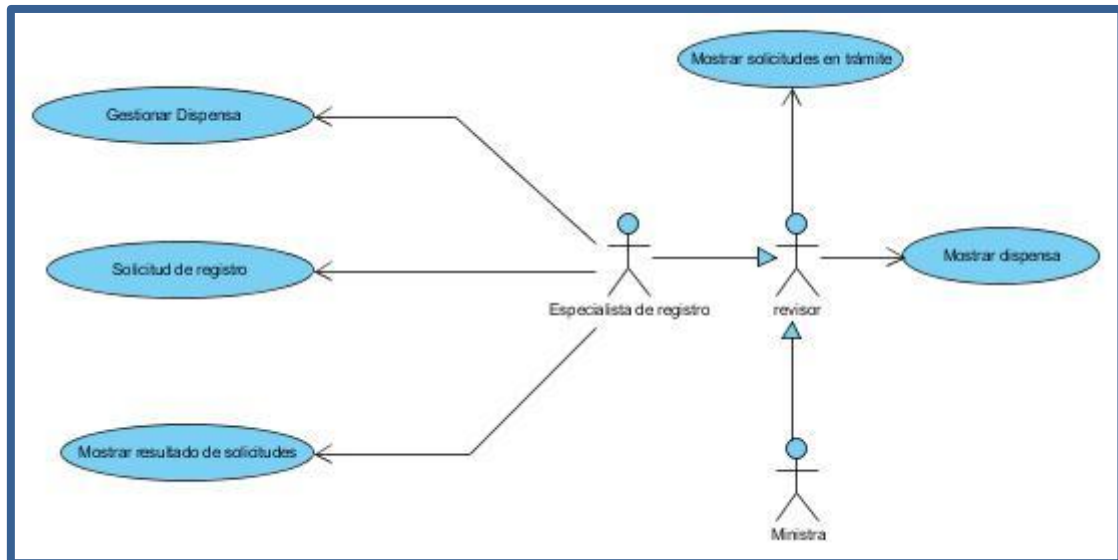 Mostrar solicitudes en trámite
Gestionar Dispensa
Solicitud de registro
Mostrar dispensa
Especialista de registro
revisor
Mostrar resultado de solicitudes
Ministra